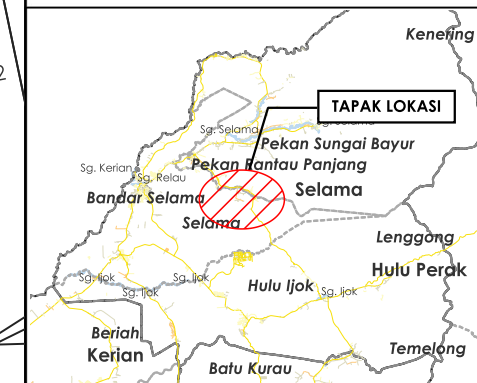 Kenering
TAPAK LOKASI
Sg. Selama
Pekan Sungai Bayur
Pekan Rantau Panjang
Sg. Kerian
Sg. Relau
Selama
Bandar Selama
Selama
Lenggong
Hulu Perak
Sg. Ijok
Sg. Ijok
Hulu Ijok
Sg. Ijok
Sg. Ijok
Beriah
Kerian
Temelong
Batu Kurau